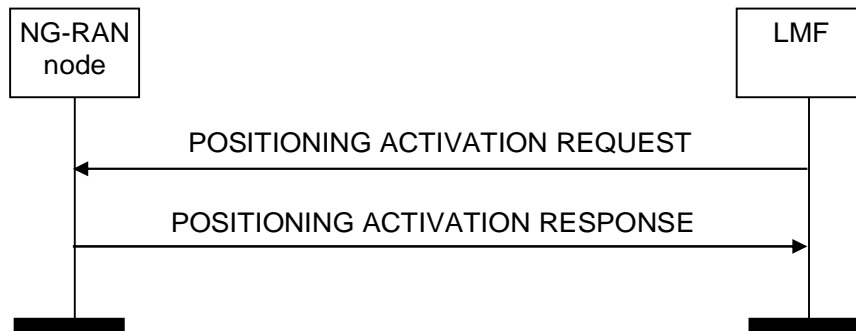 NG-RAN
node
LMF
POSITIONING ACTIVATION REQUEST
POSITIONING ACTIVATION RESPONSE